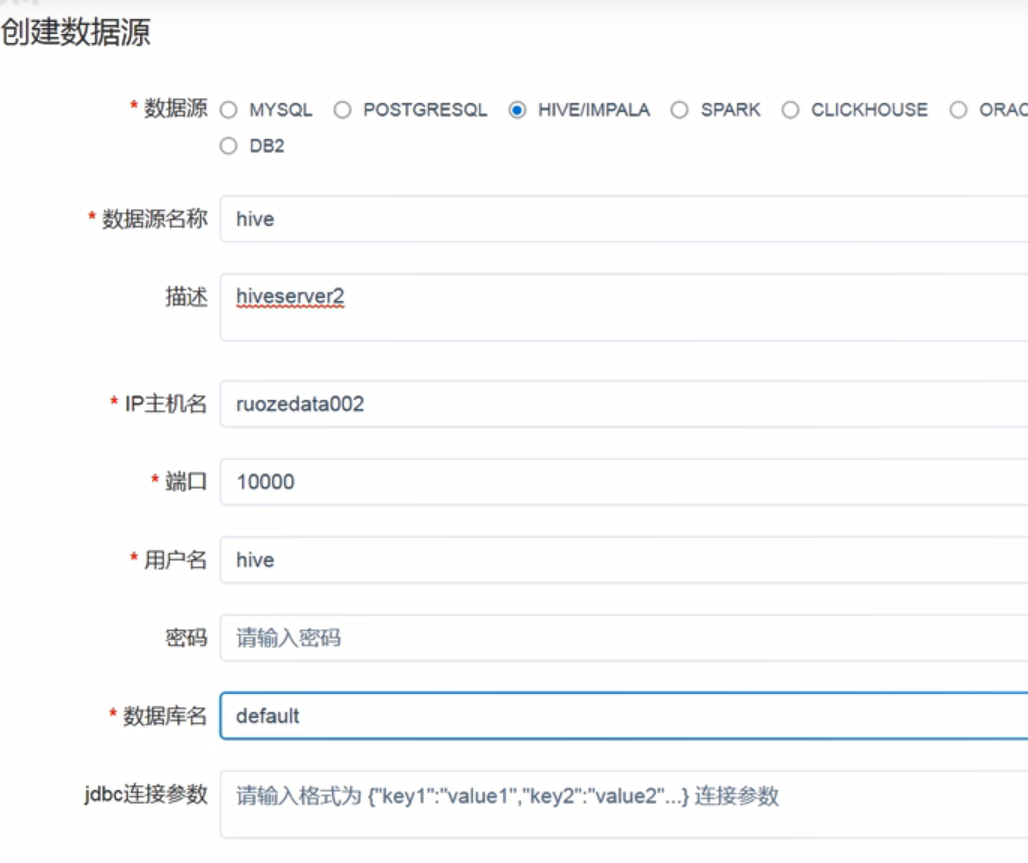 创建数据源
* 数据源 MYSQL POSTGRESQL HIVE/IMPALA SPARK CLICKHOUSE ORAC
DB2
* 数据源名称 hive
描述 hiveserver2
* IP主机名 ruozedata002
* 端口 10000
* 用户名 hive
密码 请输入密码
* 数据库名 default
jdbc连接参数 请输入格式为 {"key1":"value1","key2":"value2"...} 连接参数